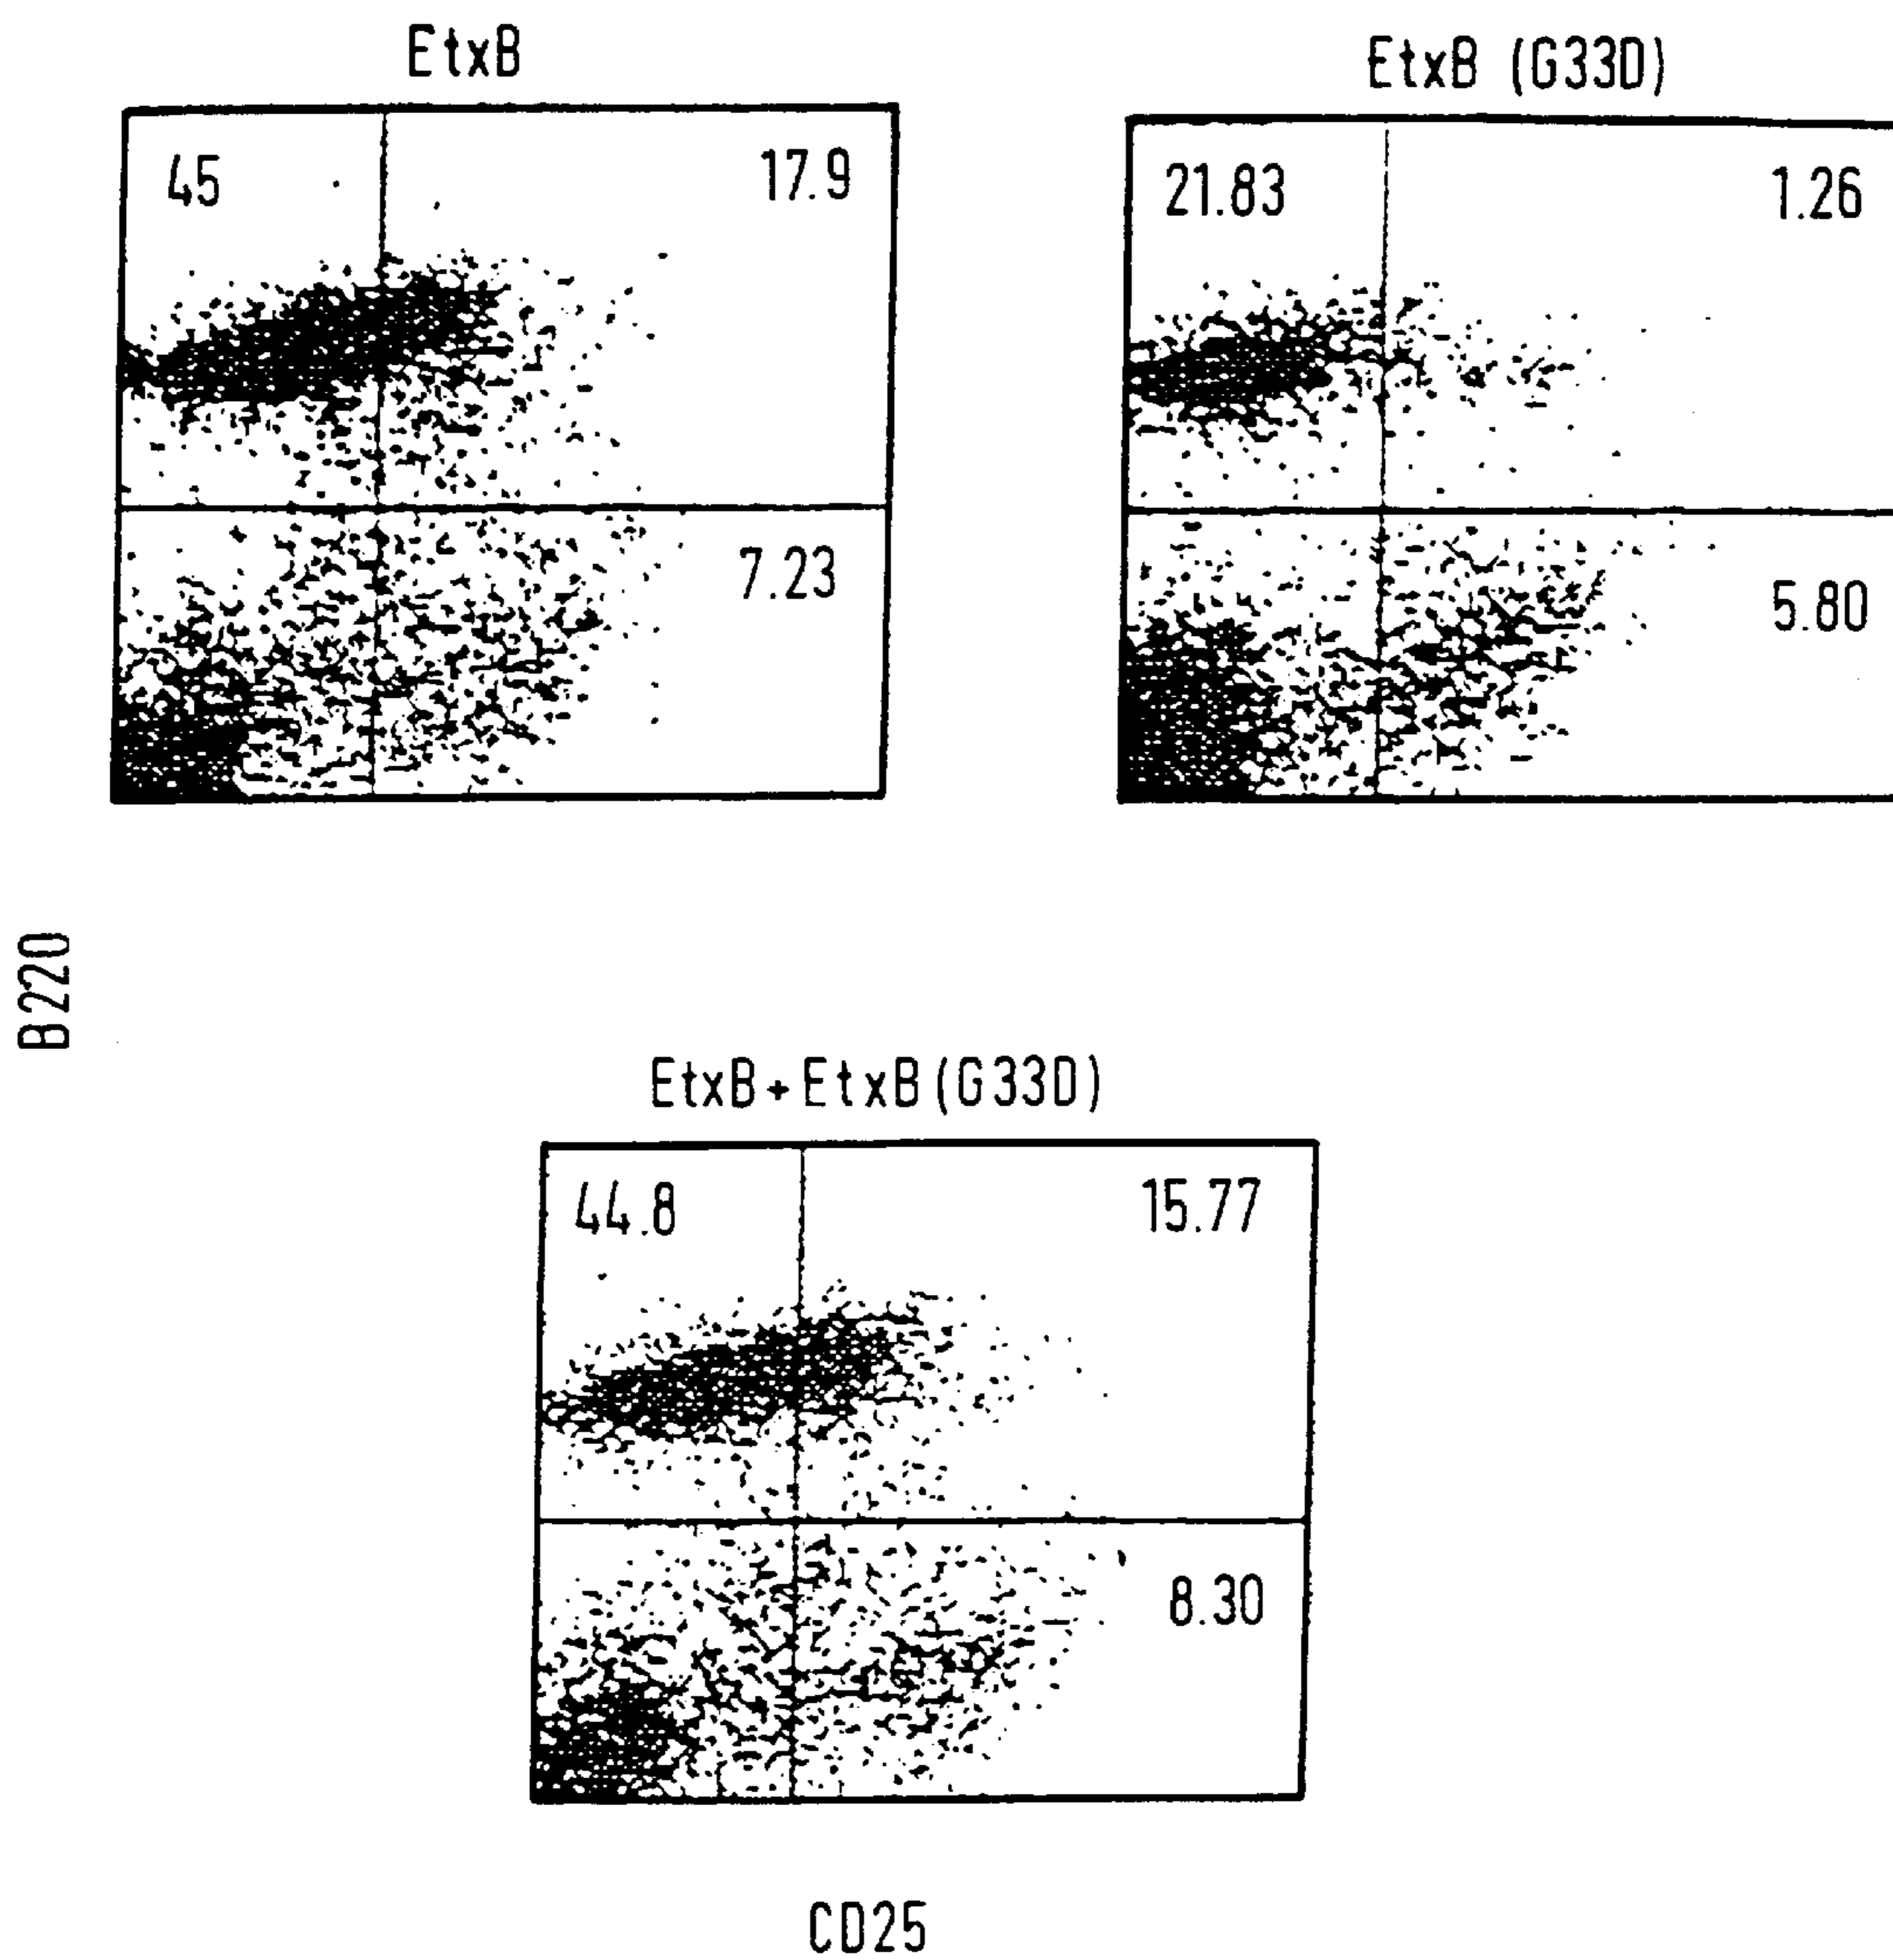 EtxB
EtxB (G33D)
45
17.9
21.83
1.26
7.23
5.80
B220
EtxB+EtxB(G33D)
44.8
15.77
8.30
CD25